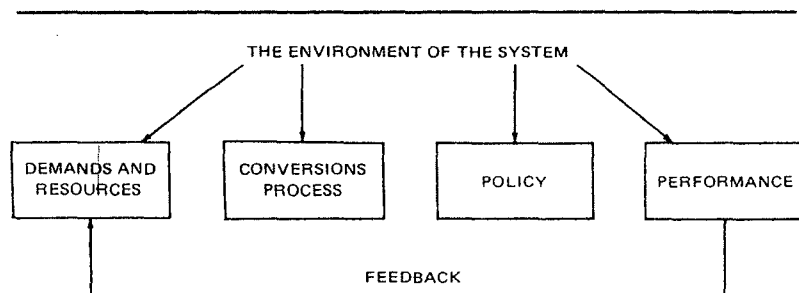 THE ENVIRONMENT OF THE SYSTEM
DEMANDS AND
RESOURCES
CONVERSIONS
PROCESS
POLICY
PERFORMANCE
FEEDBACK